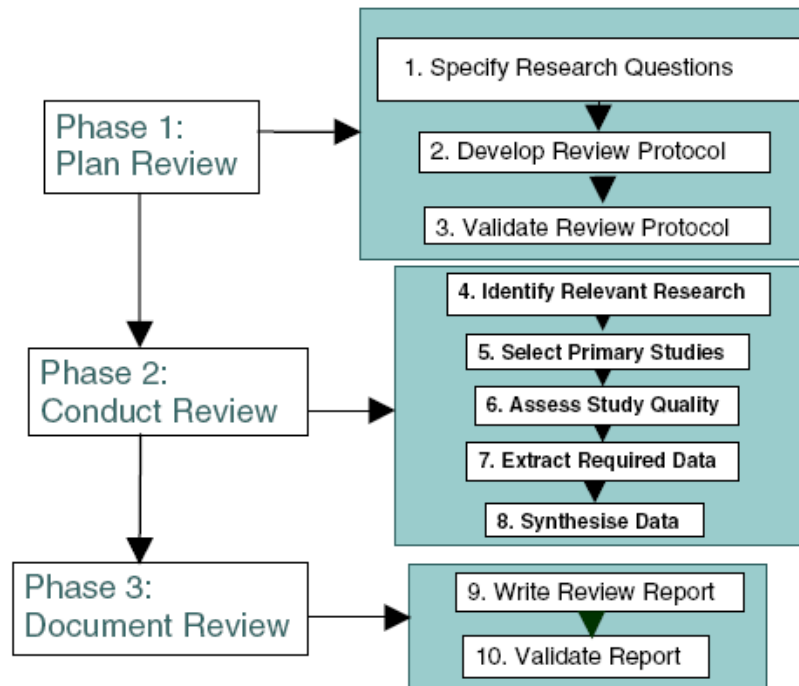 1. Specify Research Questions
Phase 1:
Plan Review
2. Develop Review Protocol
3. Validate Review Protocol
4. Identify Relevant Research
5. Select Primary Studies
Phase 2:
Conduct Review
6. Assess Study Quality
7. Extract Required Data
8. Synthesise Data
Phase 3:
Document Review
9. Write Review Report
10. Validate Report